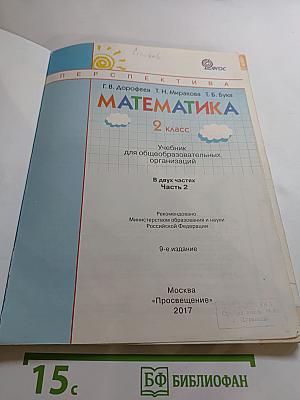 ФГОС
ПЕРСПЕКТИВА
Г. В. Дорофеев Т. Н. Миракова Т. Б. Бука
МАТЕМАТИКА
2 класс
Учебник
для общеобразовательных
организаций
В двух частях
Часть 2
Рекомендовано
Министерством образования и науки
Российской Федерации
9-е издание
Москва
«Просвещение»
2017
15с
БФ БИБЛИОФАН